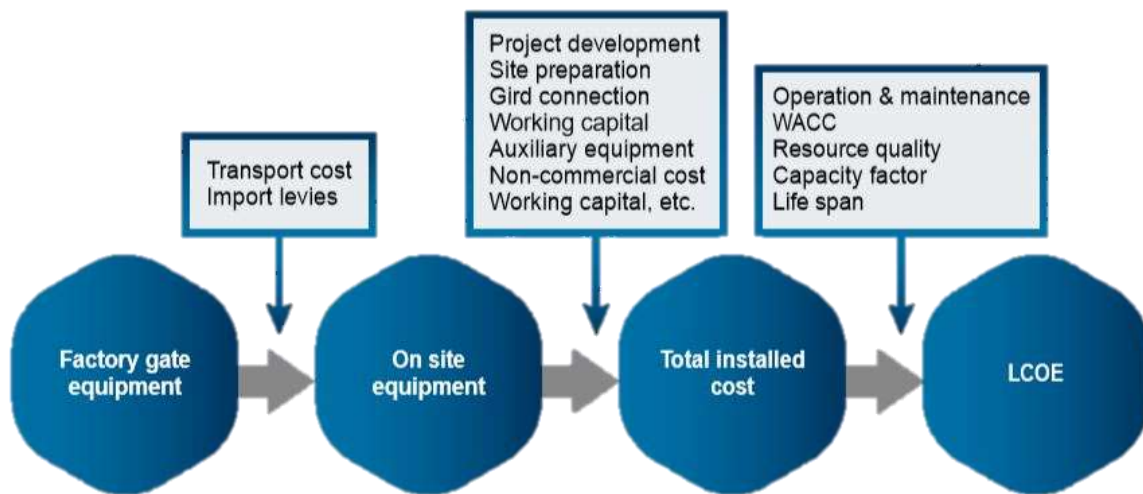 Project development
Site preparation
Gird connection
Working capital
Auxiliary equipment
Non-commercial cost
Working capital, etc.
Operation & maintenance
WACC
Resource quality
Capacity factor
Life span
Transport cost
Import levies
Factory gate
equipment
On site
equipment
Total installed
cost
LCOE